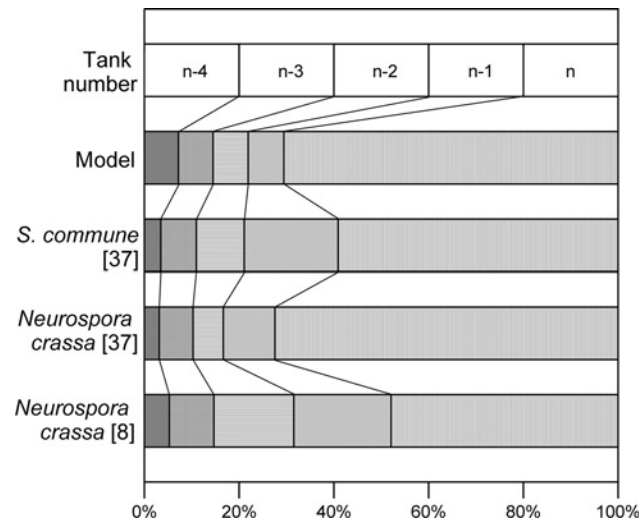 Tank
number
n-4 n-3 n-2 n-1 n
Model
S. commune
[37]
Neurospora
crassa [37]
Neurospora
crassa [8]
0% 20% 40% 60% 80% 100%